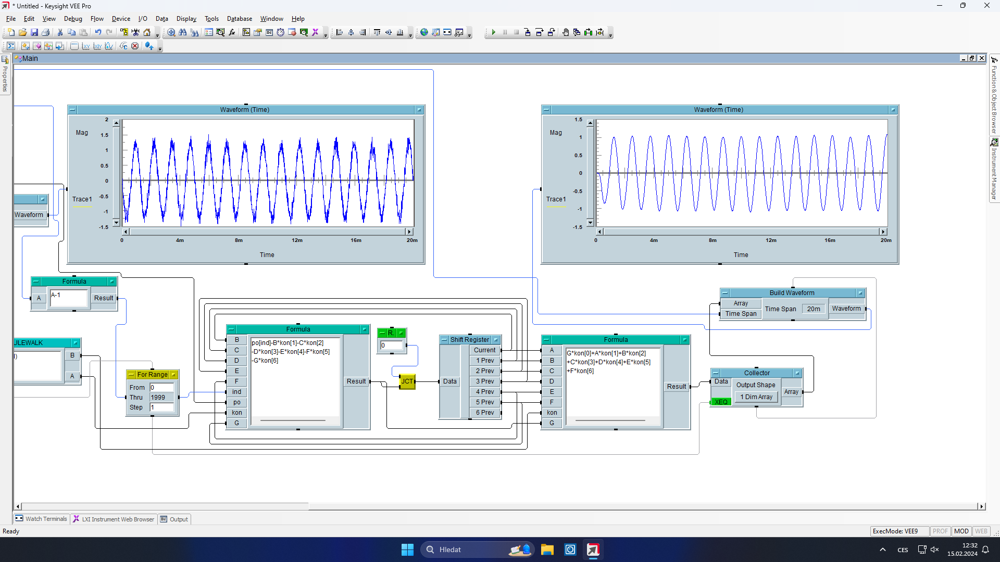 * Untitled - Keysight VEE Pro
File Edit View Debug Flow Device I/O Data Display Tools Database Window Help
Main
Properties
Function & Object Browser
Instrument Manager
Waveform (Time)
Mag
Trace1
2
1.5
1
0.5
0
-0.5
-1
-1.5
0 4m 8m 12m 16m 20m
Time
Waveform (Time)
Mag
Trace1
1.5
1
0.5
0
-0.5
-1
-1.5
0 4m 8m 12m 16m 20m
Time
Waveform
Formula
A
A-1
Result
ULEWALK
B
A
For Range
From 0
Thru 1999
Step 1
Formula
B
C
D
E
F
ind
po
kon
G
po[ind]-B*kon[1]-C*kon[2]
-D*kon[3]-E*kon[4]-F*kon[5]
-G*kon[6]
Result
R.
0
JCT
Shift Register
Data
Current
1 Prev
2 Prev
3 Prev
4 Prev
5 Prev
6 Prev
Formula
A
B
C
D
E
F
kon
G
G*kon[0]+A*kon[1]+B*kon[2]
+C*kon[3]+D*kon[4]+E*kon[5]
+F*kon[6]
Result
Build Waveform
Array
Time Span
Time Span 20m
Waveform
Collector
Data
XEQ
Output Shape
1 Dim Array
Array
Watch Terminals LXI Instrument Web Browser Output
Ready
ExecMode: VEE9 PROF MOD WEB
Hledat
CES
12:32
15.02.2024